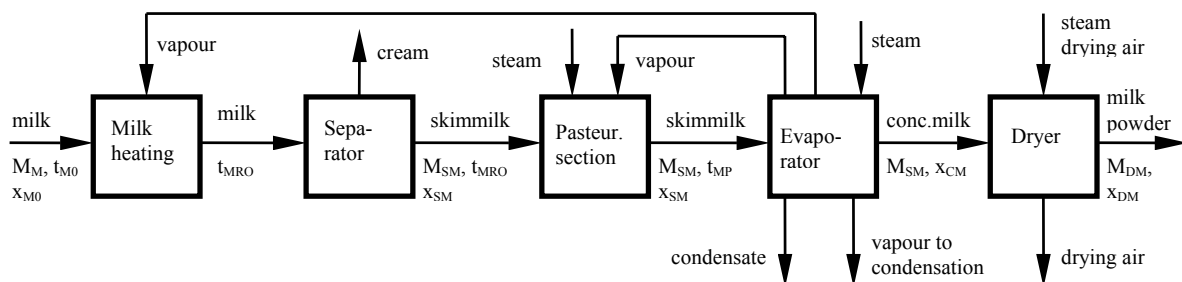 vapour
cream
steam
vapour
steam
steam
drying air
milk
M_M, t_M0
x_M0
Milk
heating
milk
t_MRO
Sepa-
rator
skimmilk
M_SM, t_MRO
x_SM
Pasteur.
section
skimmilk
M_SM, t_MP
x_SM
Evapo-
rator
conc.milk
M_SM, x_CM
Dryer
milk
powder
M_DM,
x_DM
condensate
vapour to
condensation
drying air